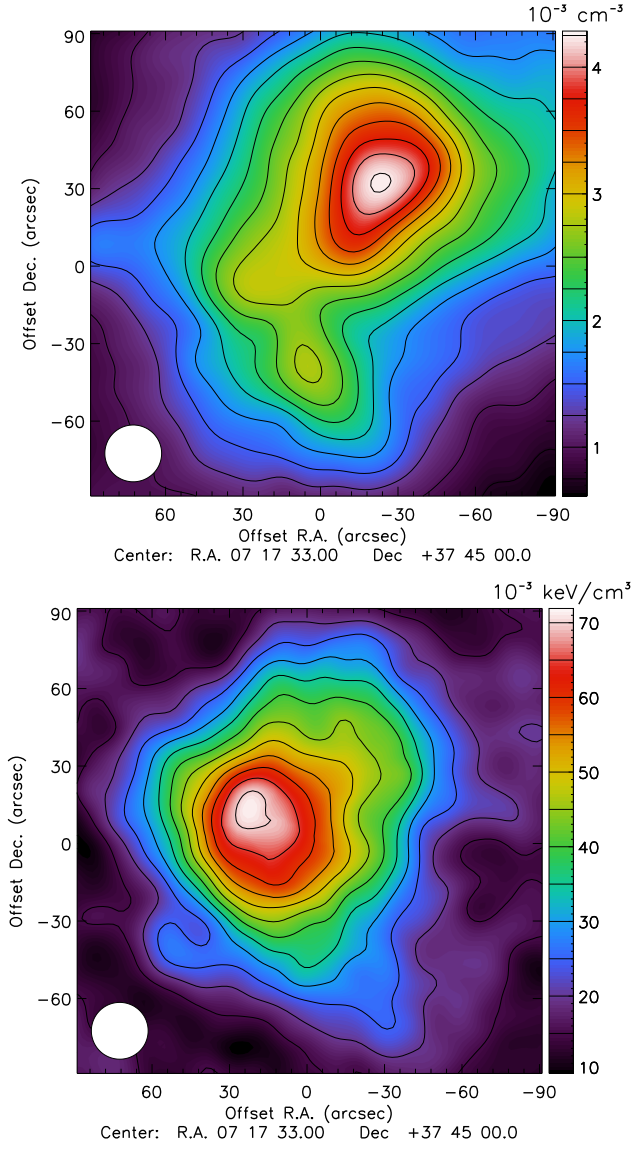 10⁻³ cm⁻³
90
60
30
0
−30
−60
Offset Dec. (arcsec)
4
3
2
1
60 30 0 −30 −60 −90
Offset R.A. (arcsec)
Center: R.A. 07 17 33.00 Dec +37 45 00.0
10⁻³ keV/cm³
90
60
30
0
−30
−60
Offset Dec. (arcsec)
70
60
50
40
30
20
10
60 30 0 −30 −60 −90
Offset R.A. (arcsec)
Center: R.A. 07 17 33.00 Dec +37 45 00.0